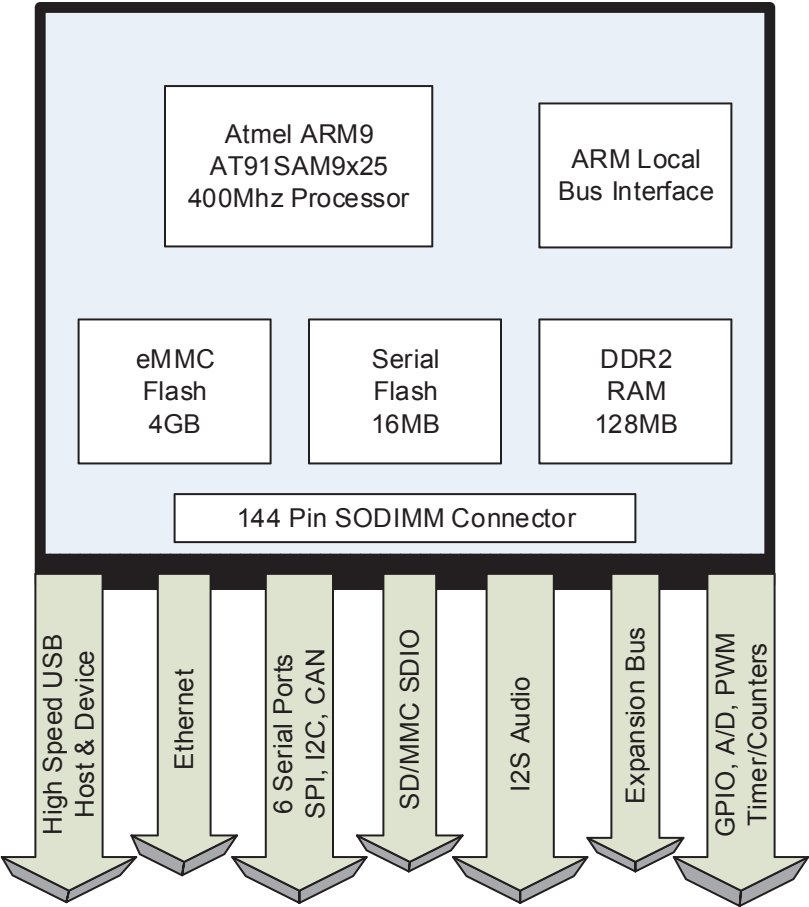 Atmel ARM9
AT91SAM9x25
400Mhz Processor
ARM Local
Bus Interface
eMMC
Flash
4GB
Serial
Flash
16MB
DDR2
RAM
128MB
144 Pin SODIMM Connector
High Speed USB
Host & Device
Ethernet
6 Serial Ports
SPI, I2C, CAN
SD/MMC SDIO
I2S Audio
Expansion Bus
GPIO, A/D, PWM
Timer/Counters